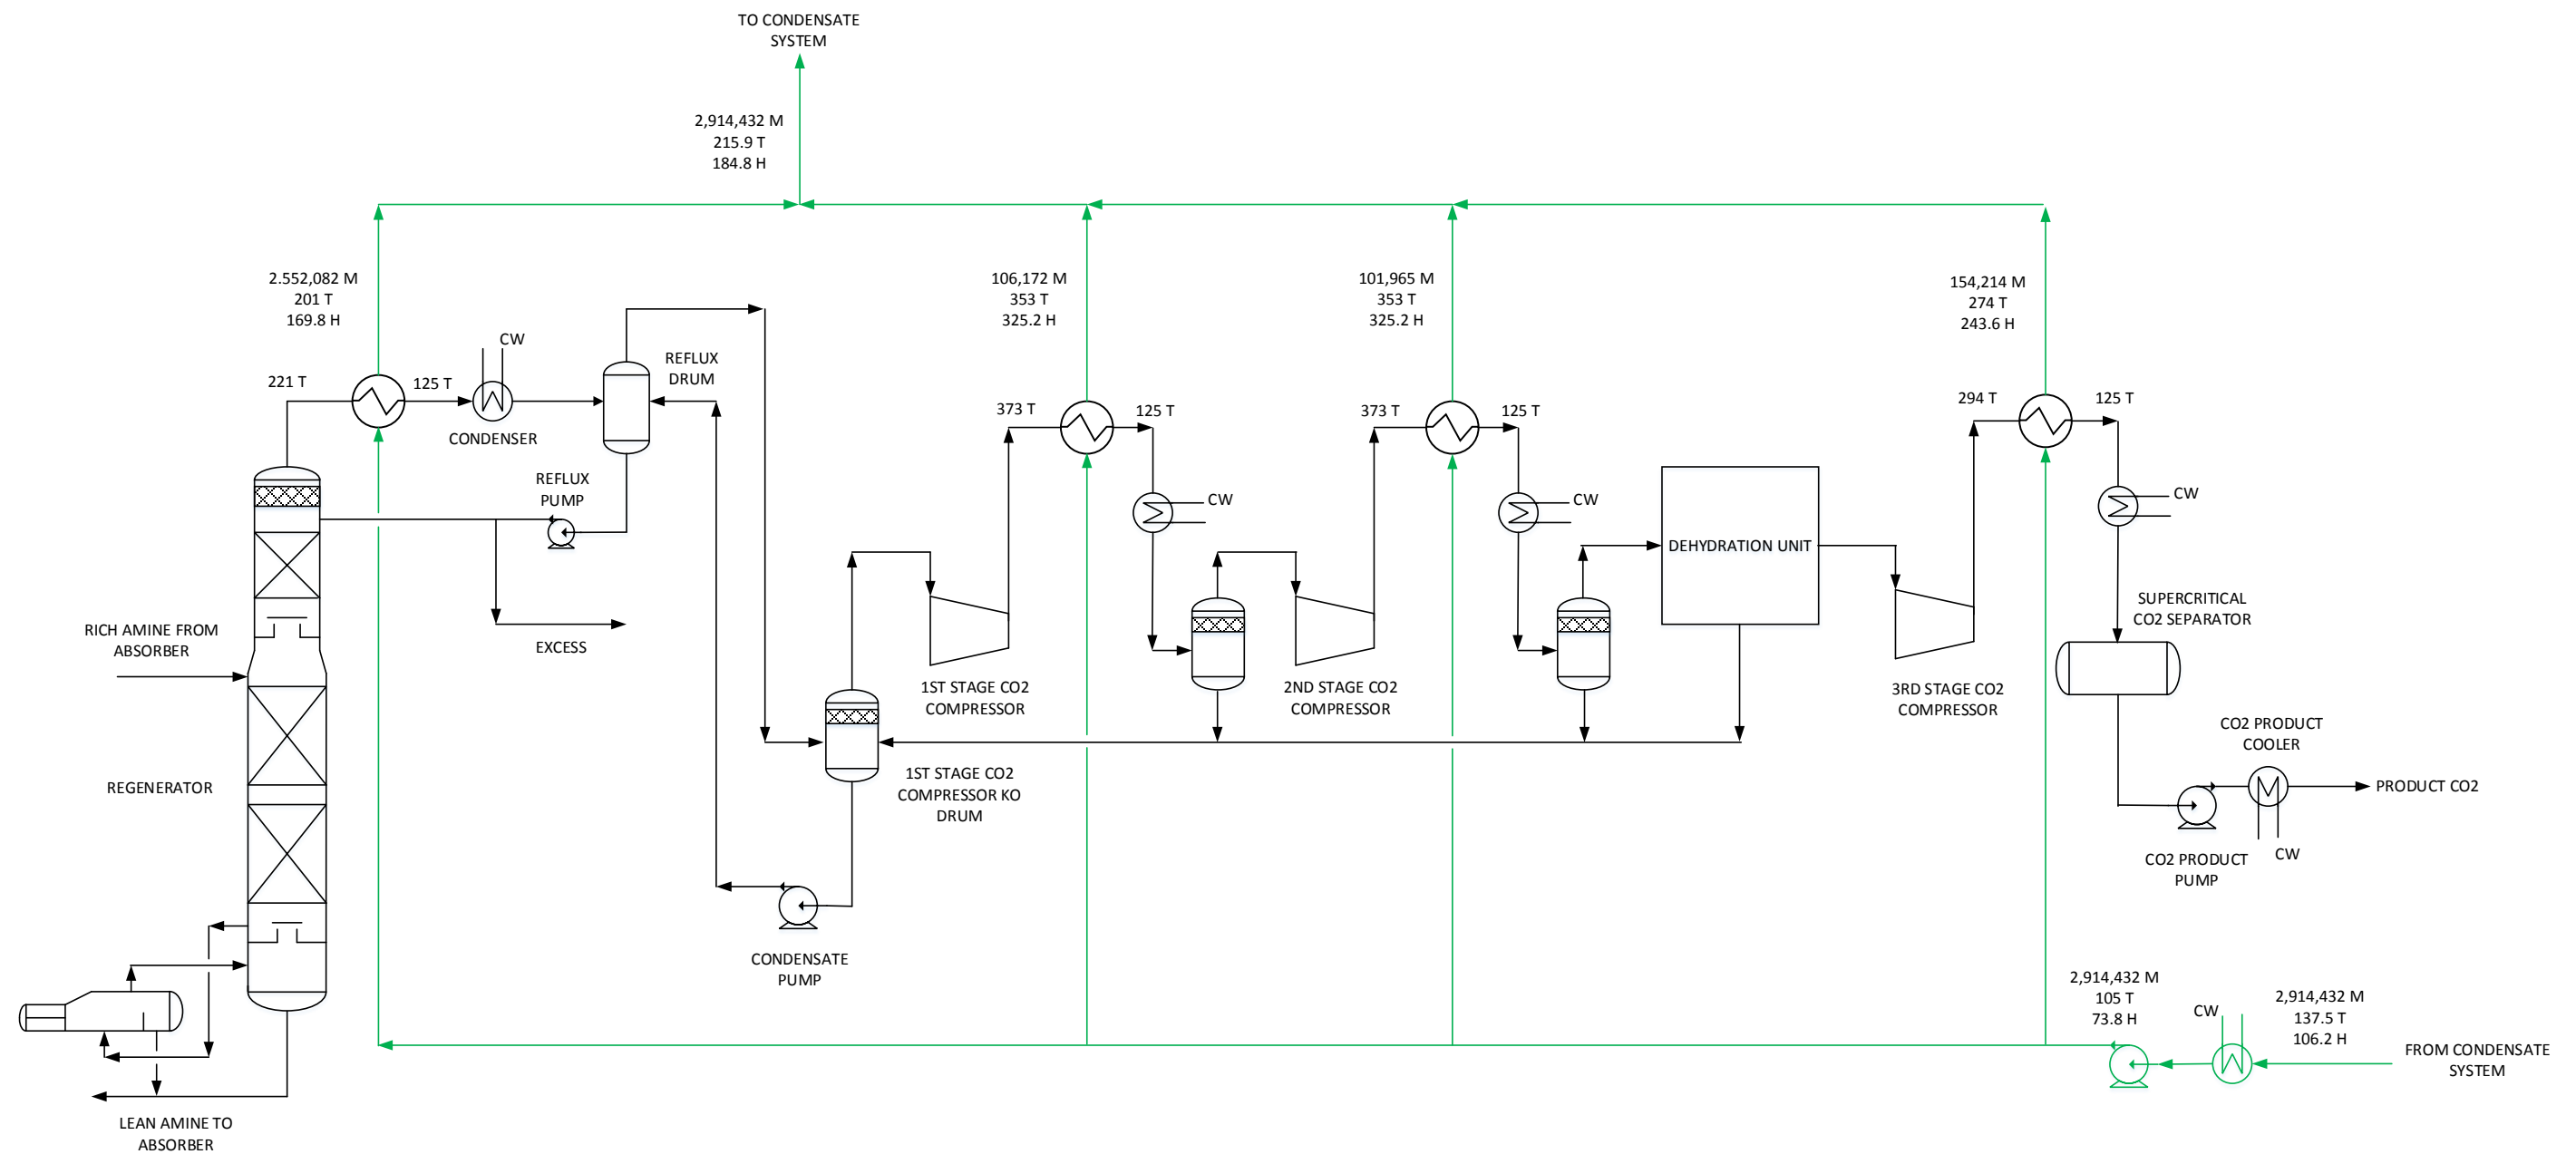 TO CONDENSATE
SYSTEM
2,914,432 M
215.9 T
184.8 H
2.552,082 M
201 T
169.8 H
106,172 M
353 T
325.2 H
101,965 M
353 T
325.2 H
154,214 M
274 T
243.6 H
CW
REFLUX
DRUM
221 T
125 T
CONDENSER
373 T
125 T
373 T
125 T
294 T
125 T
REFLUX
PUMP
CW
CW
CW
DEHYDRATION UNIT
EXCESS
RICH AMINE FROM
ABSORBER
SUPERCRITICAL
CO2 SEPARATOR
1ST STAGE CO2
COMPRESSOR
2ND STAGE CO2
COMPRESSOR
3RD STAGE CO2
COMPRESSOR
CO2 PRODUCT
COOLER
REGENERATOR
1ST STAGE CO2
COMPRESSOR KO
DRUM
PRODUCT CO2
CO2 PRODUCT
PUMP
CW
CONDENSATE
PUMP
2,914,432 M
105 T
73.8 H
CW
2,914,432 M
137.5 T
106.2 H
FROM CONDENSATE
SYSTEM
LEAN AMINE TO
ABSORBER